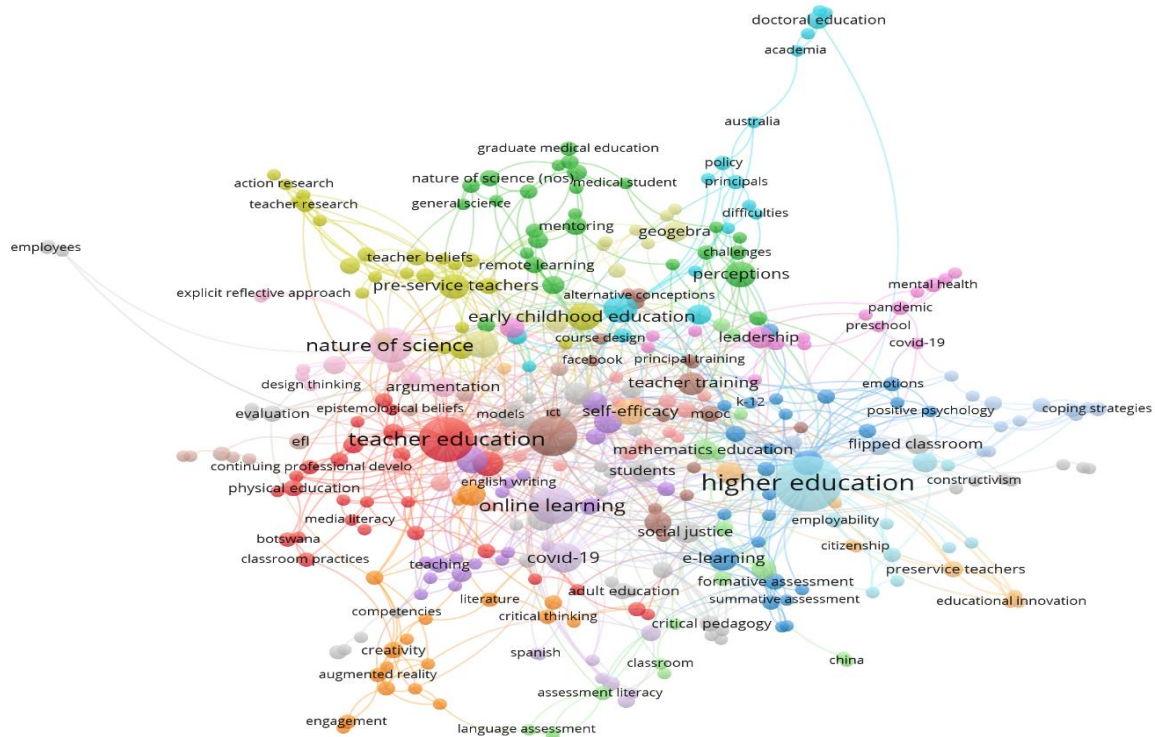 doctoral education
academia
australia
graduate medical education
policy
nature of science (nos)
medical student
principals
action research
general science
teacher research
difficulties
mentoring
geogebra
employees
challenges
teacher beliefs
remote learning
perceptions
mental health
pre-service teachers
explicit reflective approach
alternative conceptions
pandemic
early childhood education
preschool
course design
leadership
nature of science
covid-19
facebook
principal training
design thinking
argumentation
teacher training
emotions
k-12
evaluation
epistemological beliefs
models
ict
self-efficacy
mooc
positive psychology
coping strategies
efl
teacher education
mathematics education
flipped classroom
continuing professional develo
students
physical education
english writing
higher education
constructivism
online learning
media literacy
employability
botswana
social justice
citizenship
classroom practices
covid-19
e-learning
teaching
preservice teachers
formative assessment
adult education
literature
summative assessment
educational innovation
competencies
critical thinking
critical pedagogy
creativity
spanish
classroom
china
augmented reality
assessment literacy
engagement
language assessment